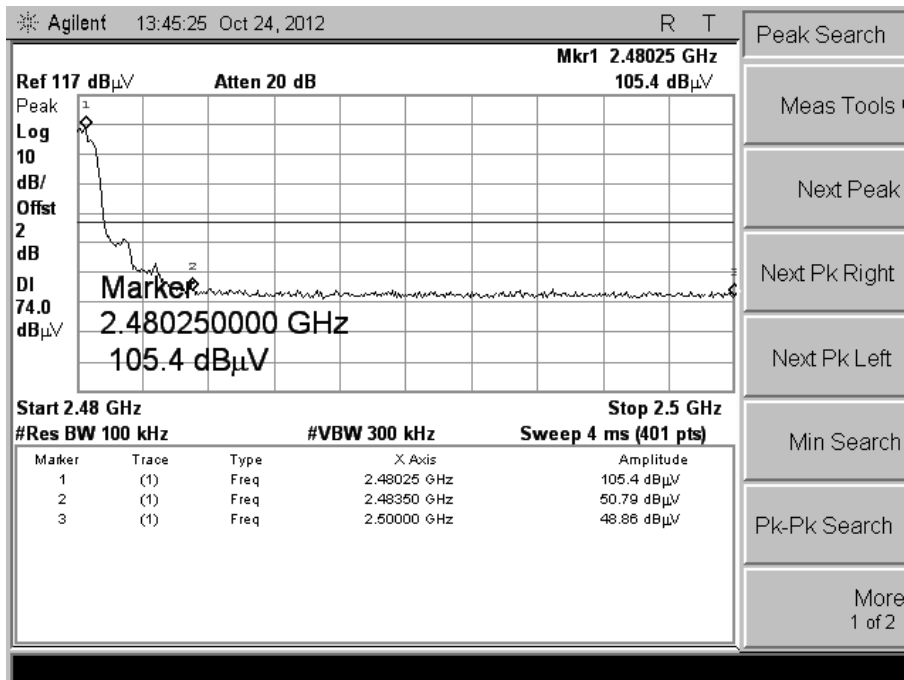 Agilent 13:45:25 Oct 24, 2012 R T
Mkr1 2.48025 GHz
Ref 117 dBμV Atten 20 dB 105.4 dBμV
Peak
Log
10
dB/
Offst
2
dB
DI
74.0
dBμV
1
2
Marker
2.480250000 GHz
105.4 dBμV
Start 2.48 GHz Stop 2.5 GHz
#Res BW 100 kHz #VBW 300 kHz Sweep 4 ms (401 pts)
Marker Trace Type X Axis Amplitude
1 (1) Freq 2.48025 GHz 105.4 dBμV
2 (1) Freq 2.48350 GHz 50.79 dBμV
3 (1) Freq 2.50000 GHz 48.86 dBμV
Peak Search
Meas Tools
Next Peak
Next Pk Right
Next Pk Left
Min Search
Pk-Pk Search
More
1 of 2